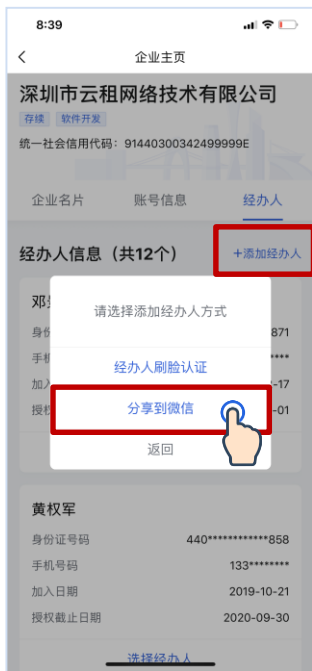 8:39
企业主页
深圳市云租网络技术有限公司
存续 软件开发
统一社会信用代码：91440300342499999E
企业名片 账号信息 经办人
经办人信息（共12个） +添加经办人
请选择添加经办人方式
871
经办人刷脸认证
-17
分享到微信
-01
返回
黄权军
身份证号码 440************858
手机号码 133********
加入日期 2019-10-21
授权截止日期 2020-09-30
选择经办人